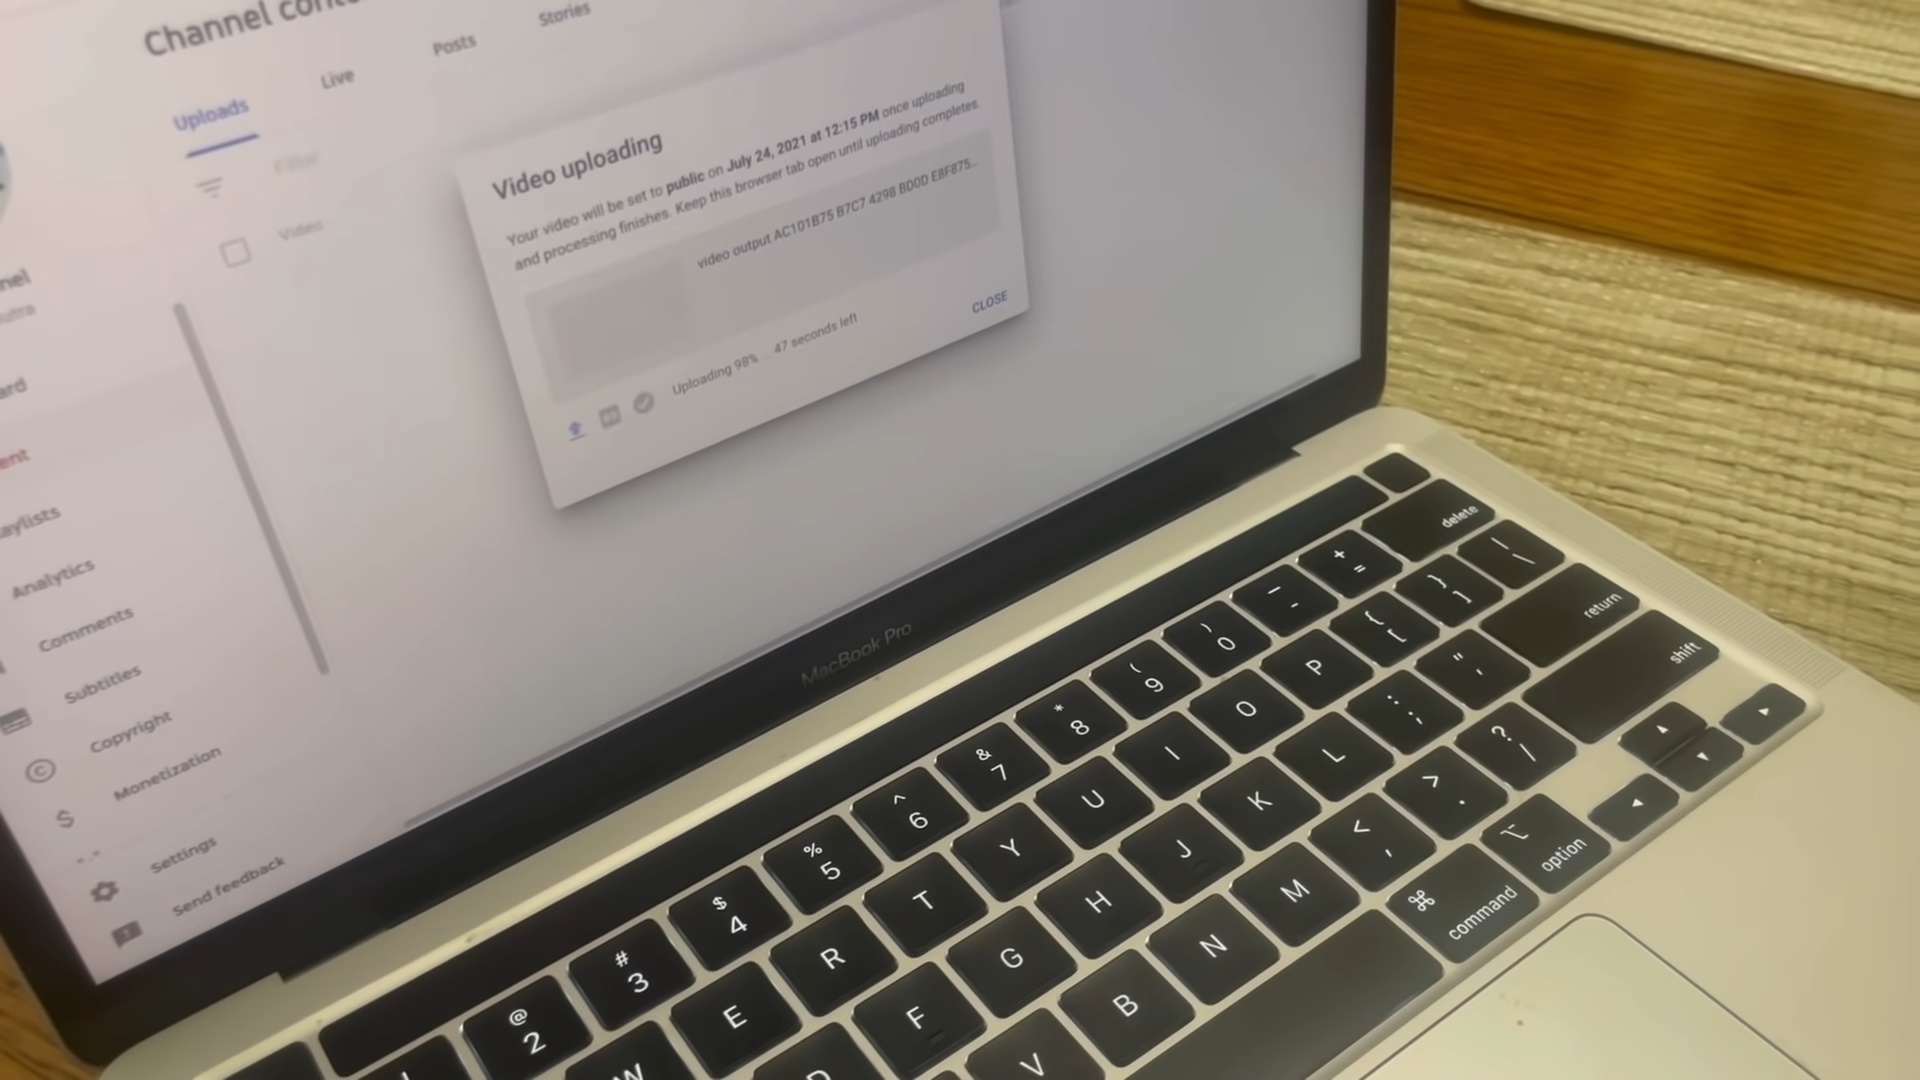 Channel
Uploads
Live
Posts
Stories
Filter
Video
Video uploading
Your video will be set to public on July 24, 2021 at 12:15 PM once uploading
and processing finishes. Keep this browser tab open until uploading completes.
video output AC101B75 B7C7 4298 BD0D E8F875...
Uploading 98% ... 47 seconds left
CLOSE
nel
utra
ard
ent
aylists
Analytics
Comments
Subtitles
Copyright
Monetization
Settings
Send feedback
MacBook Pro
@ # $ % ^ & * ( ) _ +
2 3 4 5 6 7 8 9 0 - = delete
W E R T Y U I O P { [ } ] | \
D F G H J K L : ; " ' return
V B N M < , > . ? / shift
⌘ command ⌥ option